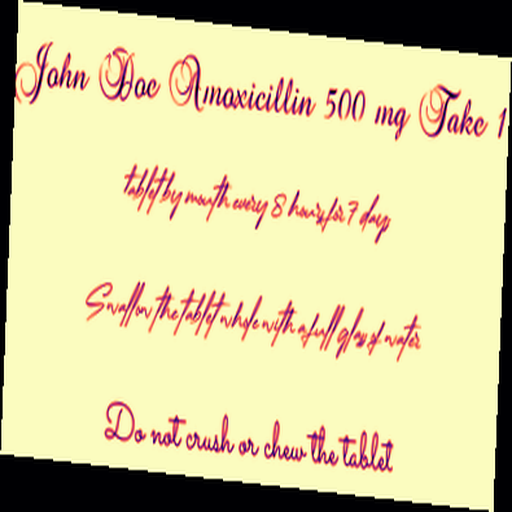 John Doe Amoxicillin 500 mg Take 1
tablet by mouth every 8 hours for 7 days
Swallow the tablet whole with a full glass of water
Do not crush or chew the tablet